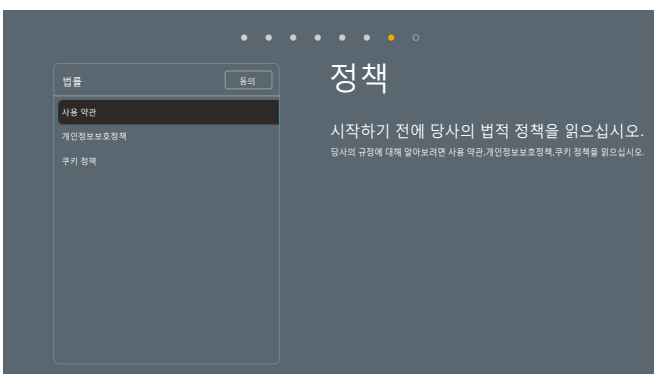 법률
동의
사용 약관
개인정보보호정책
쿠키 정책
정책
시작하기 전에 당사의 법적 정책을 읽으십시오.
당사의 규정에 대해 알아보려면 사용 약관,개인정보보호정책,쿠키 정책을 읽으십시오.